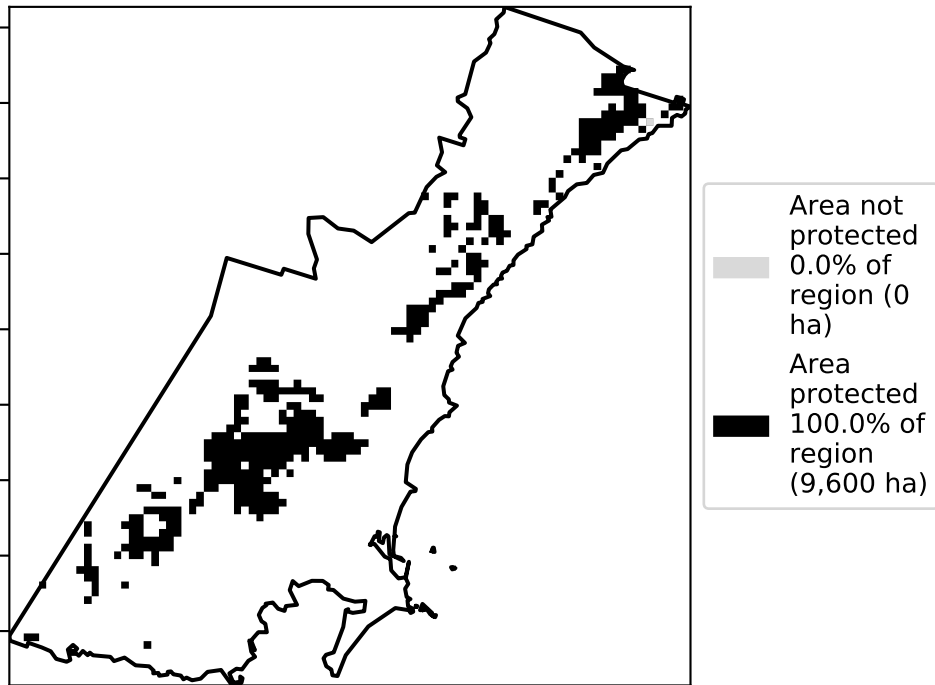 Area not
protected
0.0% of
region (0
ha)
Area
protected
100.0% of
region
(9,600 ha)